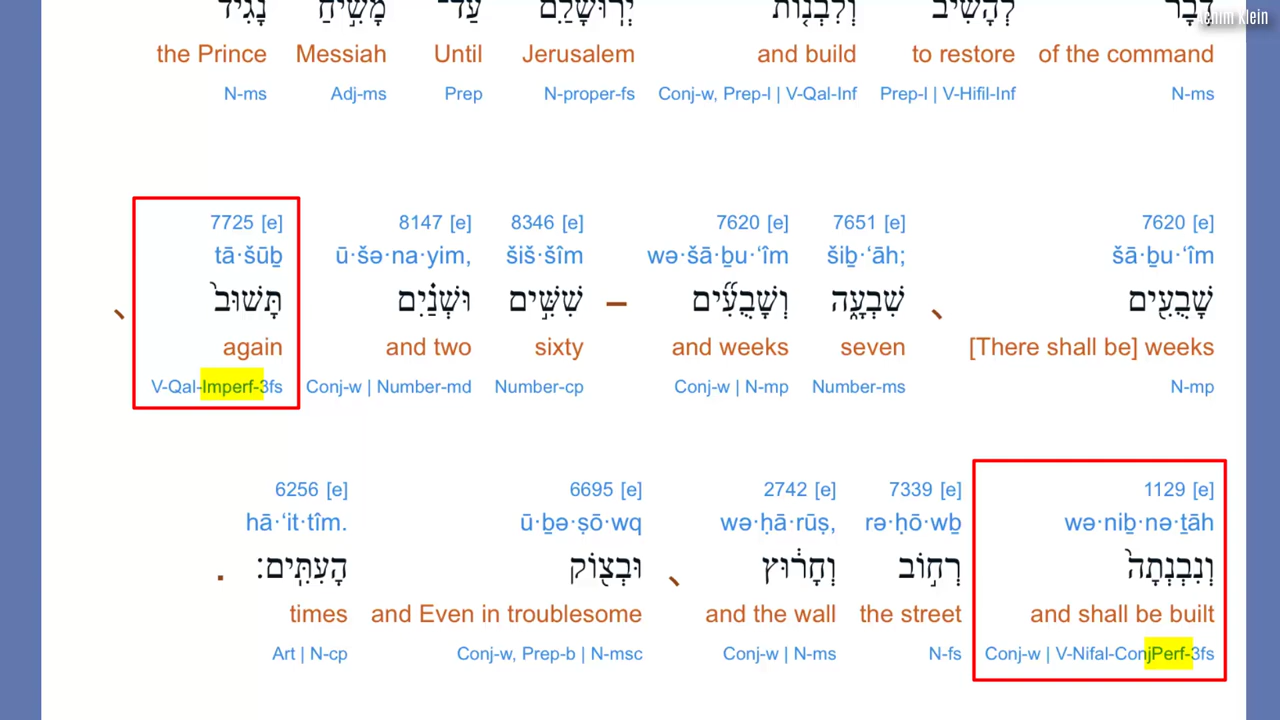 Achim Klein
דְבָר לְהָשִׁיב וְלִבְנוֹת יְרוּשָׁלִַם עַד־ מָשִׁיחַ נָגִיד
of the command to restore and build Jerusalem Until Messiah the Prince
N-ms Prep-l | V-Hifil-Inf Conj-w, Prep-l | V-Qal-Inf N-proper-fs Prep Adj-ms N-ms
7620 [e] 7651 [e] 7620 [e] 8346 [e] 8147 [e] 7725 [e]
šā·ḇu·‘îm šiḇ·‘āh; wə·šā·ḇu·‘îm šiš·šîm ū·šə·na·yim, tā·šūḇ
שָׁבֻעִ֖ים 、 שִׁבְעָ֑ה וְשָׁבֻעִ֞ים – שִׁשִּׁ֣ים וּשְׁנַ֗יִם תָּשׁוּב֙ 、
[There shall be] weeks seven and weeks sixty and two again
N-mp Number-ms Conj-w | N-mp Number-cp Conj-w | Number-md V-Qal-Imperf-3fs
1129 [e] 7339 [e] 2742 [e] 6695 [e] 6256 [e]
wə·niḇ·nə·ṯāh rə·ḥō·wḇ wə·ḥā·rūṣ, ū·ḇə·ṣō·wq hā·‘it·tîm.
וְנִבְנְתָה֙ רְח֣וֹב וְחָר֔וּץ 、 וּבְצ֖וֹק הָעִתִּֽים׃ .
and shall be built the street and the wall and Even in troublesome times
Conj-w | V-Nifal-ConjPerf-3fs N-fs Conj-w | N-ms Conj-w, Prep-b | N-msc Art | N-cp